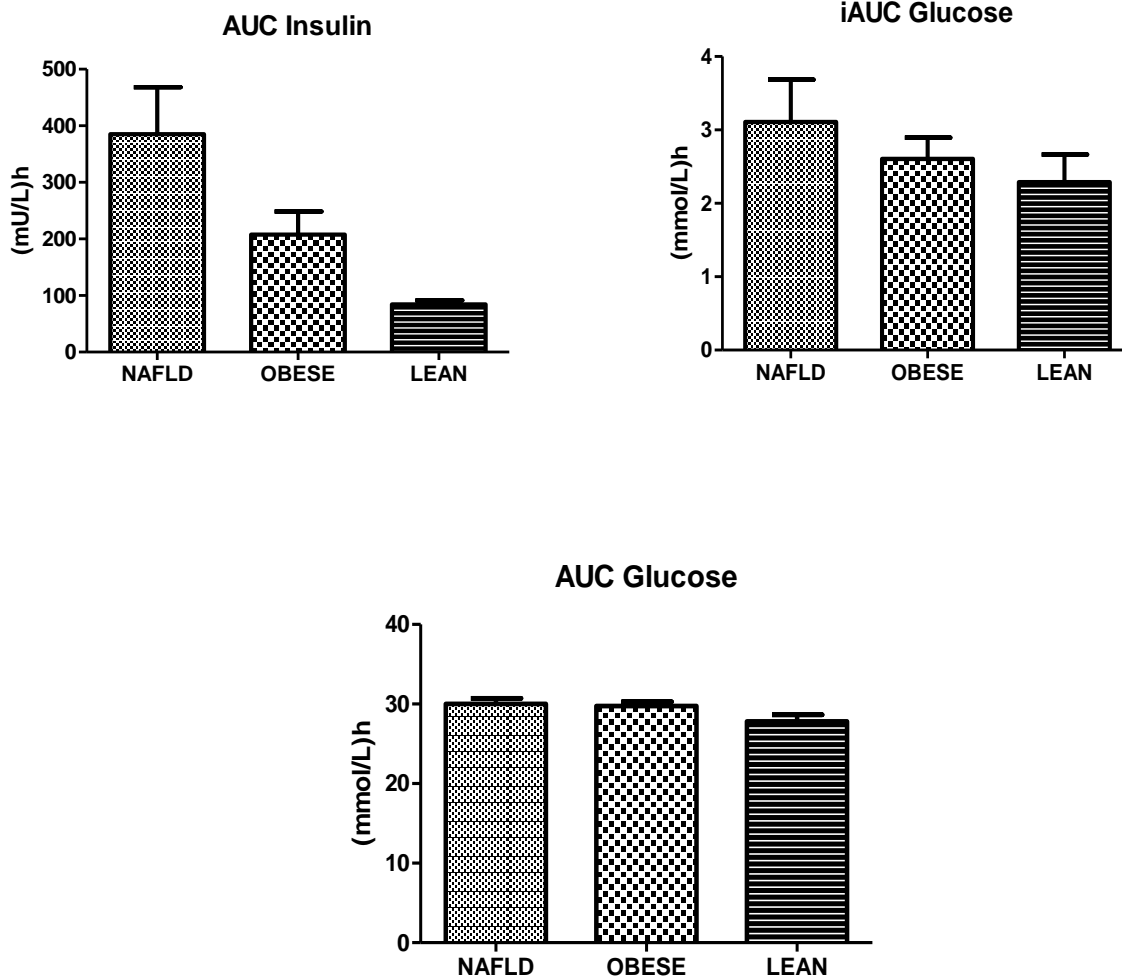 AUC Insulin
(mU/L)h
500
400
300
200
100
0
NAFLD OBESE LEAN
iAUC Glucose
(mmol/L)h
4
3
2
1
0
NAFLD OBESE LEAN
AUC Glucose
(mmol/L)h
40
30
20
10
0
NAFLD OBESE LEAN